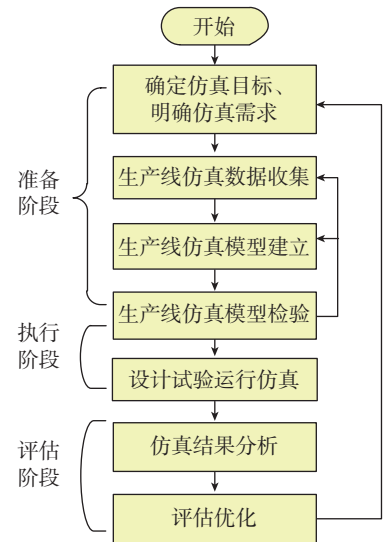 开始
确定仿真目标、
明确仿真需求
生产线仿真数据收集
准备
阶段
生产线仿真模型建立
生产线仿真模型检验
执行
阶段
设计试验运行仿真
仿真结果分析
评估
阶段
评估优化